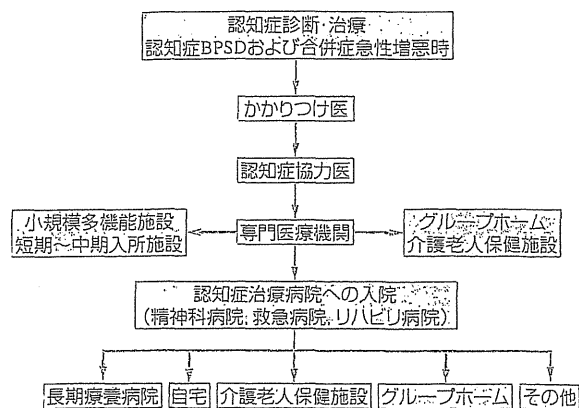 認知症診断・治療
認知症BPSDおよび合併症急性増悪時
かかりつけ医
認知症協力医
小規模多機能施設
短期〜中期入所施設
専門医療機関
グループホーム
介護老人保健施設
認知症治療病院への入院
(精神科病院, 救急病院, リハビリ病院)
長期療養病院 自宅 介護老人保健施設 グループホーム その他